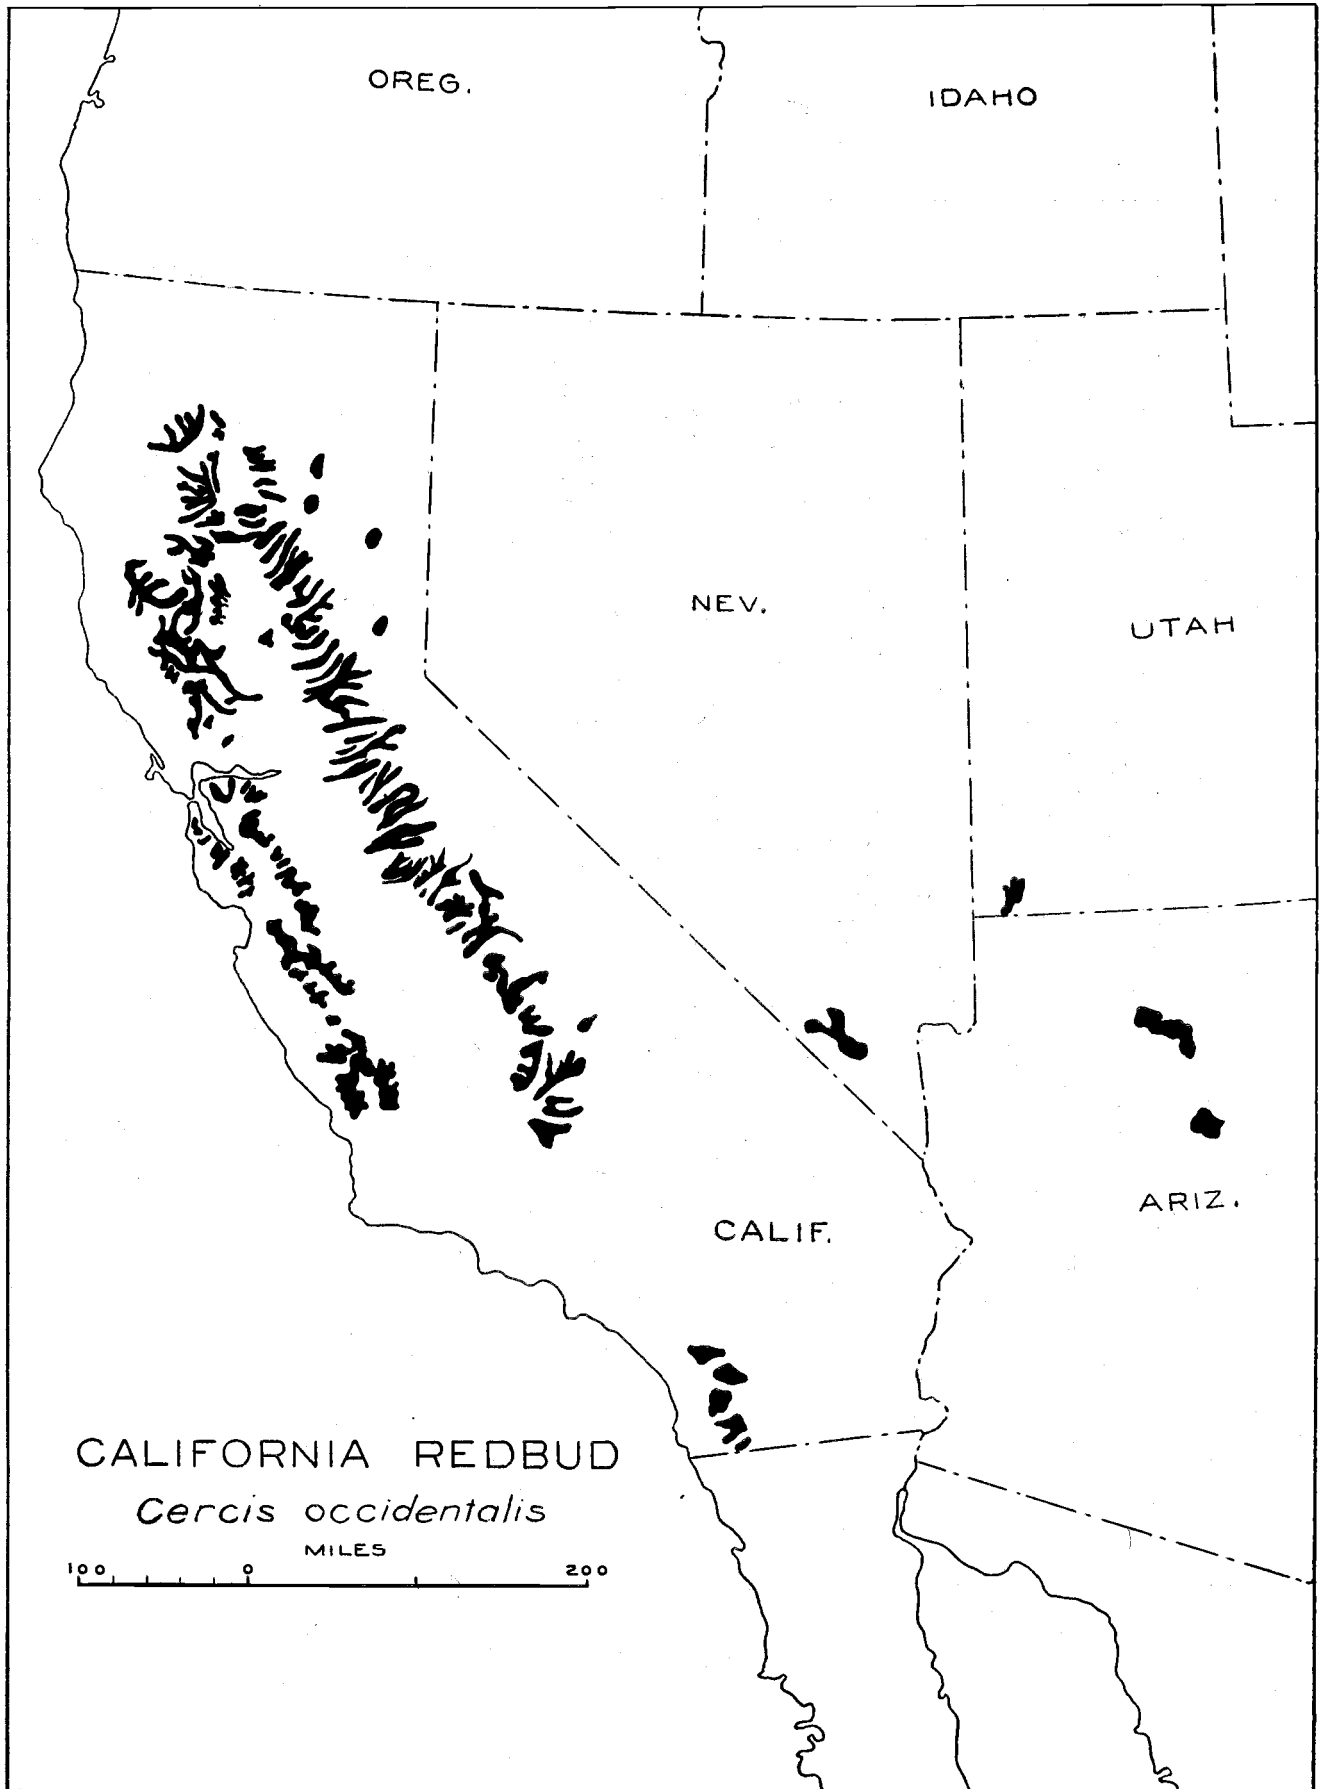 OREG.
IDAHO
NEV.
UTAH
ARIZ.
CALIF.
CALIFORNIA REDBUD
Cercis occidentalis
MILES
100 0 200